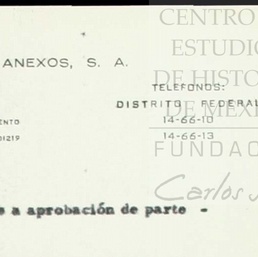 CENTRO
ESTUDIO
ANEXOS, S. A.
DE HISTO
TELEFONOS:
DISTRITO FEDERAL
DE MÉXI
ENTO
14-66-10
01219
14-66-13
FUNDAC
Carlos
a aprobación de parte -